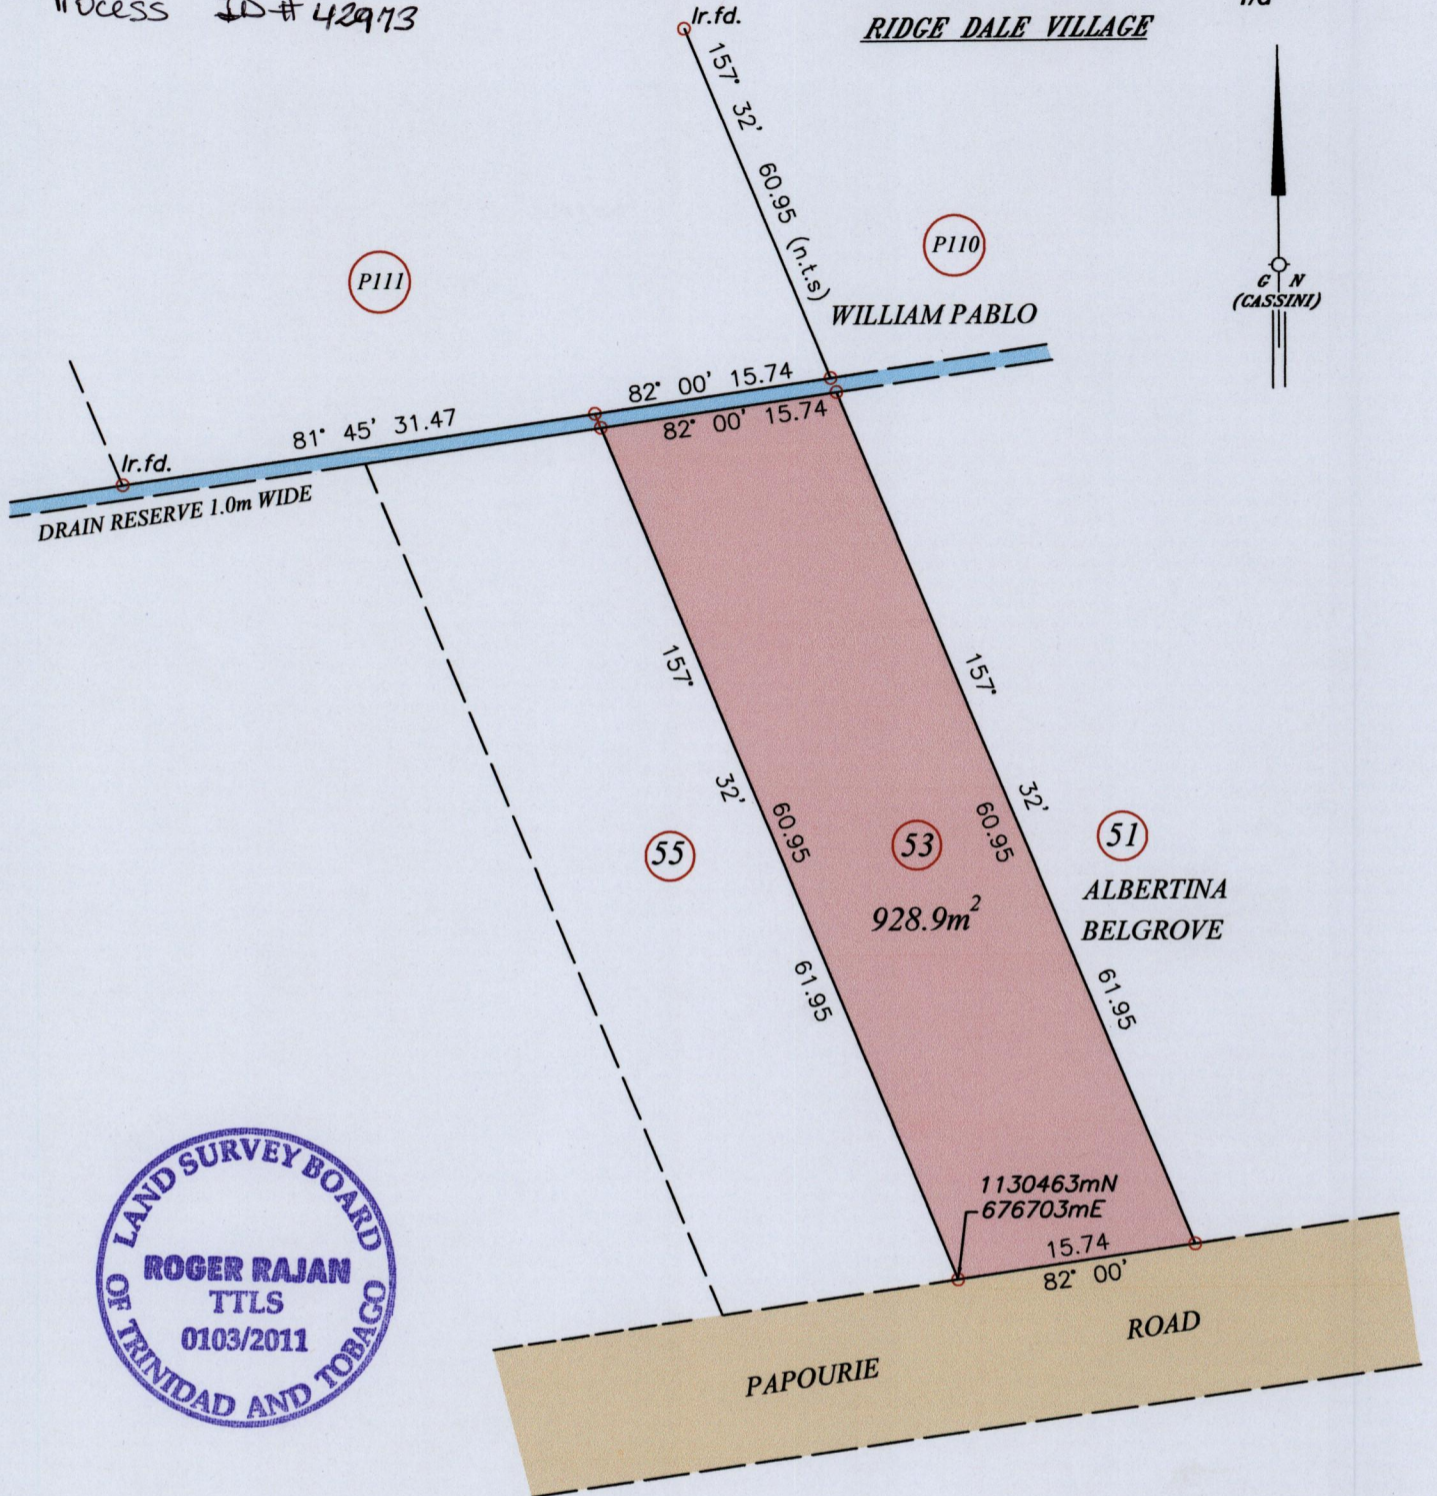 Process ID # 42973
Ir.fd.
RIDGE DALE VILLAGE
157° 32' 60.95 (n.t.s)
P111
P110
WILLIAM PABLO
G N
(CASSINI)
82° 00' 15.74
82° 00' 15.74
81° 45' 31.47
Ir.fd.
DRAIN RESERVE 1.0m WIDE
157° 32' 60.95
61.95
157° 32' 60.95
61.95
55
53
928.9m²
51
ALBERTINA
BELGROVE
1130463mN
676703mE
15.74
82° 00'
PAPOURIE ROAD
LAND SURVEY BOARD
ROGER RAJAN
TTLS
0103/2011
OF TRINIDAD AND TOBAGO